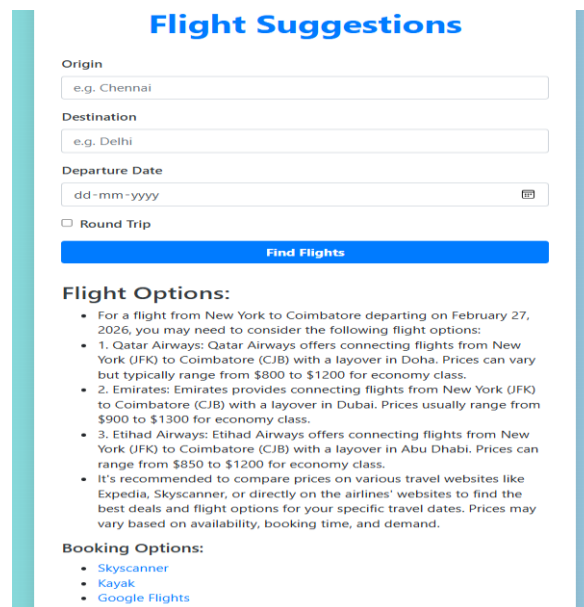 Flight Suggestions
Origin
e.g. Chennai
Destination
e.g. Delhi
Departure Date
dd-mm-yyyy
Round Trip
Find Flights
Flight Options:
• For a flight from New York to Coimbatore departing on February 27,
2026, you may need to consider the following flight options:
• 1. Qatar Airways: Qatar Airways offers connecting flights from New
York (JFK) to Coimbatore (CJB) with a layover in Doha. Prices can vary
but typically range from $800 to $1200 for economy class.
• 2. Emirates: Emirates provides connecting flights from New York (JFK)
to Coimbatore (CJB) with a layover in Dubai. Prices usually range from
$900 to $1300 for economy class.
• 3. Etihad Airways: Etihad Airways offers connecting flights from New
York (JFK) to Coimbatore (CJB) with a layover in Abu Dhabi. Prices can
range from $850 to $1200 for economy class.
• It's recommended to compare prices on various travel websites like
Expedia, Skyscanner, or directly on the airlines' websites to find the
best deals and flight options for your specific travel dates. Prices may
vary based on availability, booking time, and demand.
Booking Options:
• Skyscanner
• Kayak
• Google Flights